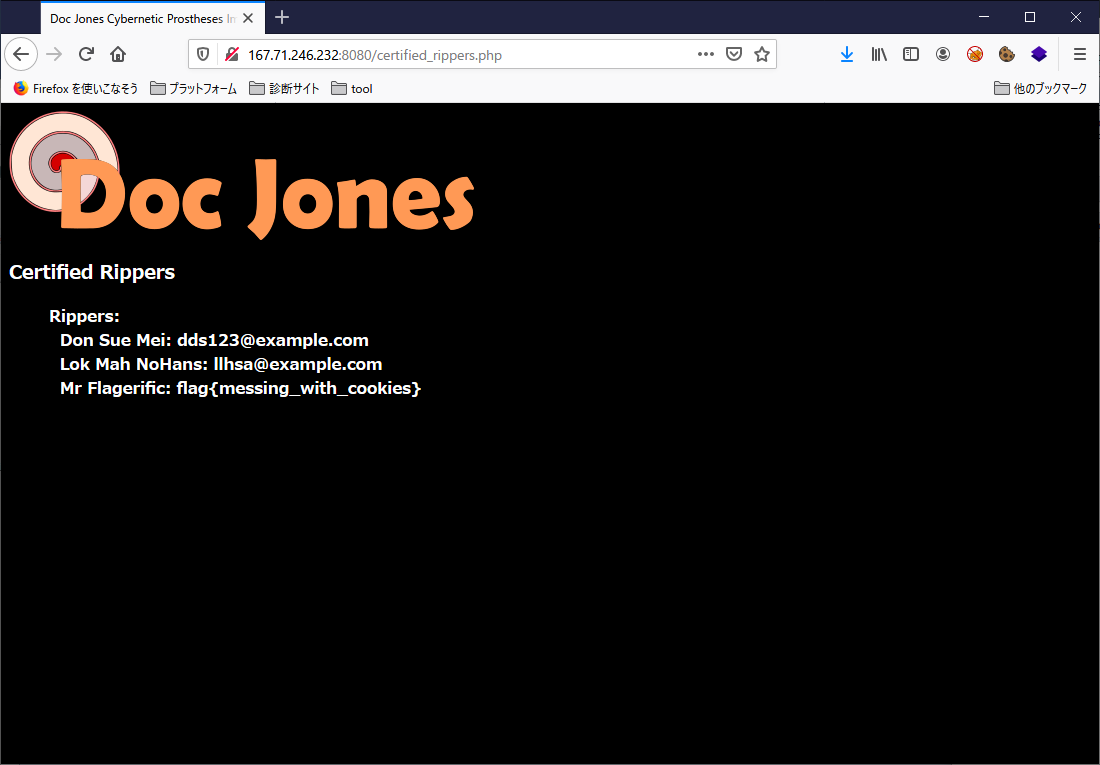 Doc Jones Cybernetic Prostheses In
167.71.246.232:8080/certified_rippers.php
Firefox を使いこなそう プラットフォーム 診断サイト tool 他のブックマーク
Doc Jones
Certified Rippers
Rippers:
Don Sue Mei: dds123@example.com
Lok Mah NoHans: llhsa@example.com
Mr Flagerific: flag{messing_with_cookies}